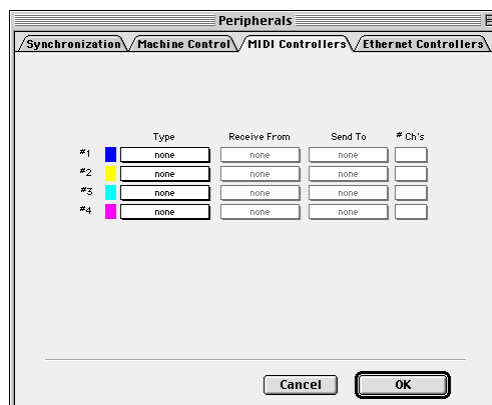 Peripherals
Synchronization Machine Control MIDI Controllers Ethernet Controllers
Type Receive From Send To # Ch's
#1 none none none
#2 none none none
#3 none none none
#4 none none none
Cancel OK